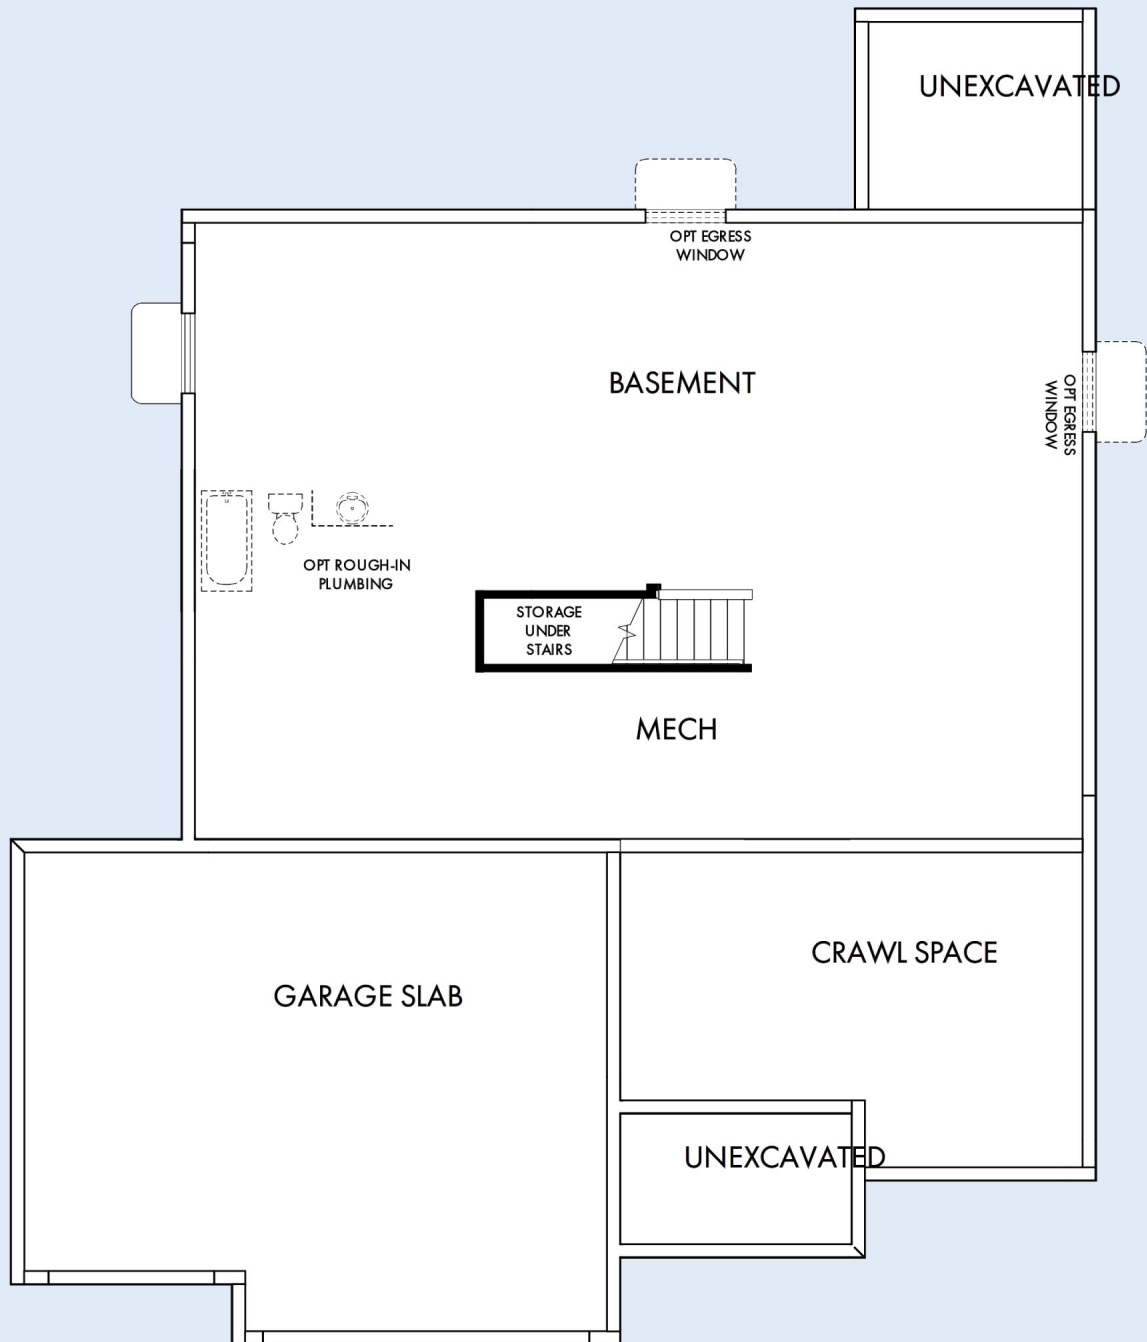 UNEXCAVATED
OPT EGRESS
WINDOW
BASEMENT
OPT EGRESS
WINDOW
OPT ROUGH-IN
PLUMBING
STORAGE
UNDER
STAIRS
MECH
CRAWL SPACE
GARAGE SLAB
UNEXCAVATED